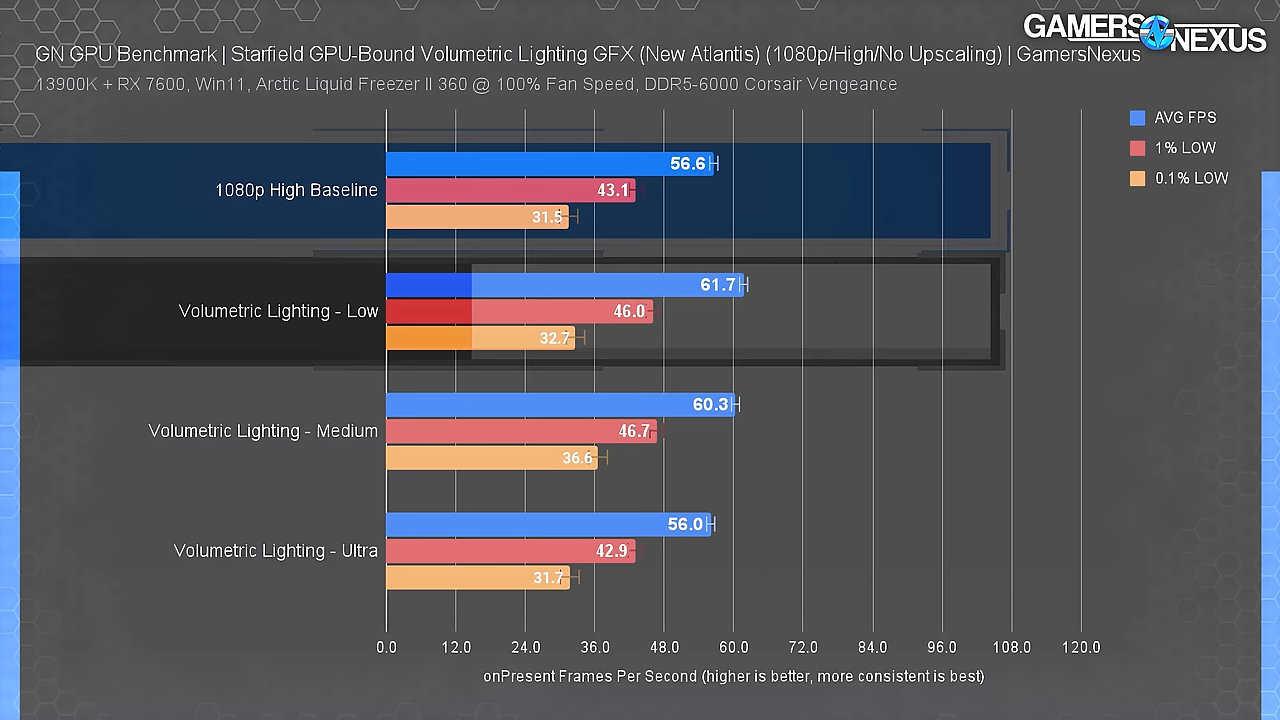 GAMERS NEXUS
GN GPU Benchmark | Starfield GPU-Bound Volumetric Lighting GFX (New Atlantis) (1080p/High/No Upscaling) | GamersNexus
13900K + RX 7600, Win11, Arctic Liquid Freezer II 360 @ 100% Fan Speed, DDR5-6000 Corsair Vengeance
AVG FPS
1% LOW
0.1% LOW
1080p High Baseline
56.6
43.1
31.5
Volumetric Lighting - Low
61.7
46.0
32.7
Volumetric Lighting - Medium
60.3
46.7
36.6
Volumetric Lighting - Ultra
56.0
42.9
31.7
0.0 12.0 24.0 36.0 48.0 60.0 72.0 84.0 96.0 108.0 120.0
onPresent Frames Per Second (higher is better, more consistent is best)